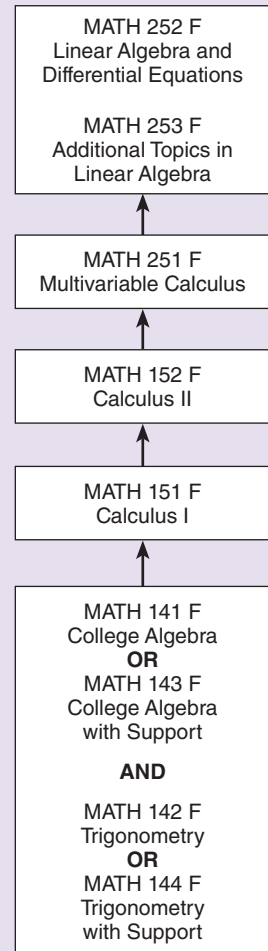 MATH 252 F
Linear Algebra and
Differential Equations
MATH 253 F
Additional Topics in
Linear Algebra
MATH 251 F
Multivariable Calculus
MATH 152 F
Calculus II
MATH 151 F
Calculus I
MATH 141 F
College Algebra
OR
MATH 143 F
College Algebra
with Support
AND
MATH 142 F
Trigonometry
OR
MATH 144 F
Trigonometry
with Support